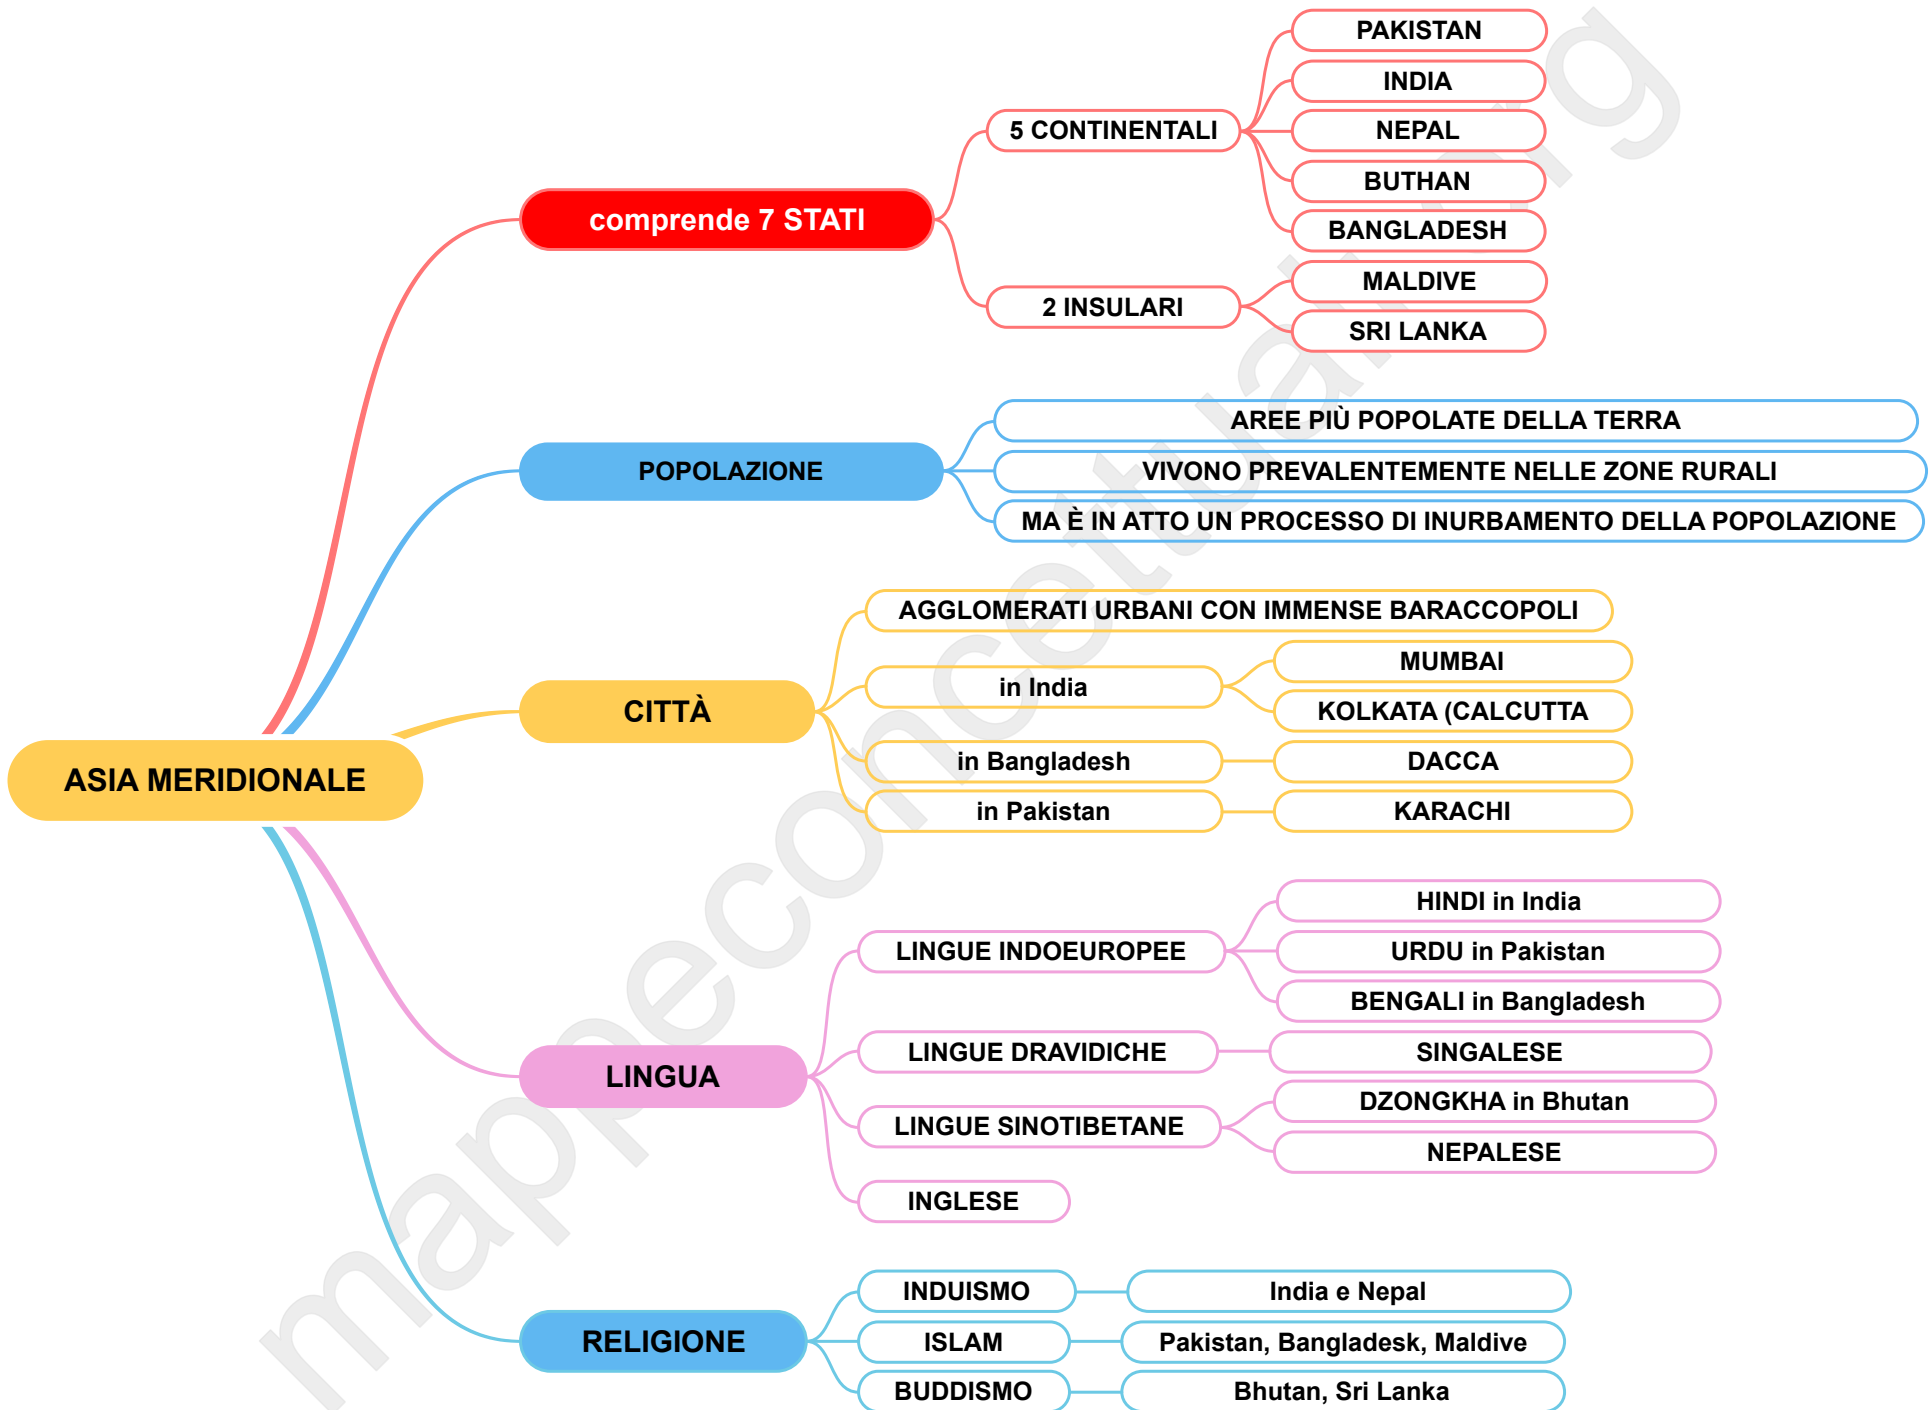 PAKISTAN
INDIA
5 CONTINENTALI
NEPAL
BUTHAN
comprende 7 STATI
BANGLADESH
MALDIVE
2 INSULARI
SRI LANKA
AREE PIÙ POPOLATE DELLA TERRA
POPOLAZIONE
VIVONO PREVALENTEMENTE NELLE ZONE RURALI
MA È IN ATTO UN PROCESSO DI INURBAMENTO DELLA POPOLAZIONE
AGGLOMERATI URBANI CON IMMENSE BARACCOPOLI
MUMBAI
in India
CITTÀ
KOLKATA (CALCUTTA
in Bangladesh
DACCA
ASIA MERIDIONALE
in Pakistan
KARACHI
HINDI in India
LINGUE INDOEUROPEE
URDU in Pakistan
BENGALI in Bangladesh
LINGUE DRAVIDICHE
SINGALESE
LINGUA
DZONGKHA in Bhutan
LINGUE SINOTIBETANE
NEPALESE
INGLESE
INDUISMO
India e Nepal
RELIGIONE
ISLAM
Pakistan, Bangladesk, Maldive
BUDDISMO
Bhutan, Sri Lanka
mappeconcettuali.org